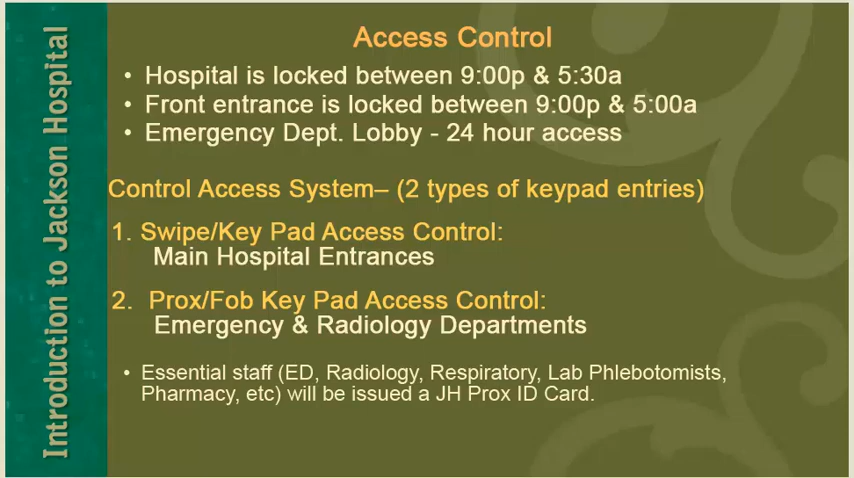 Introduction to Jackson Hospital
Access Control
• Hospital is locked between 9:00p & 5:30a
• Front entrance is locked between 9:00p & 5:00a
• Emergency Dept. Lobby - 24 hour access
Control Access System– (2 types of keypad entries)
1. Swipe/Key Pad Access Control:
Main Hospital Entrances
2. Prox/Fob Key Pad Access Control:
Emergency & Radiology Departments
• Essential staff (ED, Radiology, Respiratory, Lab Phlebotomists,
Pharmacy, etc) will be issued a JH Prox ID Card.